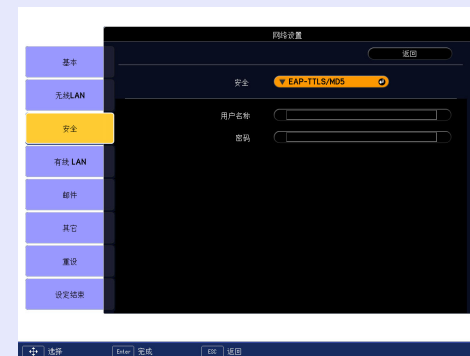 网络设置
返回
基本
无线LAN
安全
有线 LAN
邮件
其它
重设
设定结束
安全 ▼ EAP-TTLS/MD5
用户名称
密码
选择 Enter 完成 ESC 返回